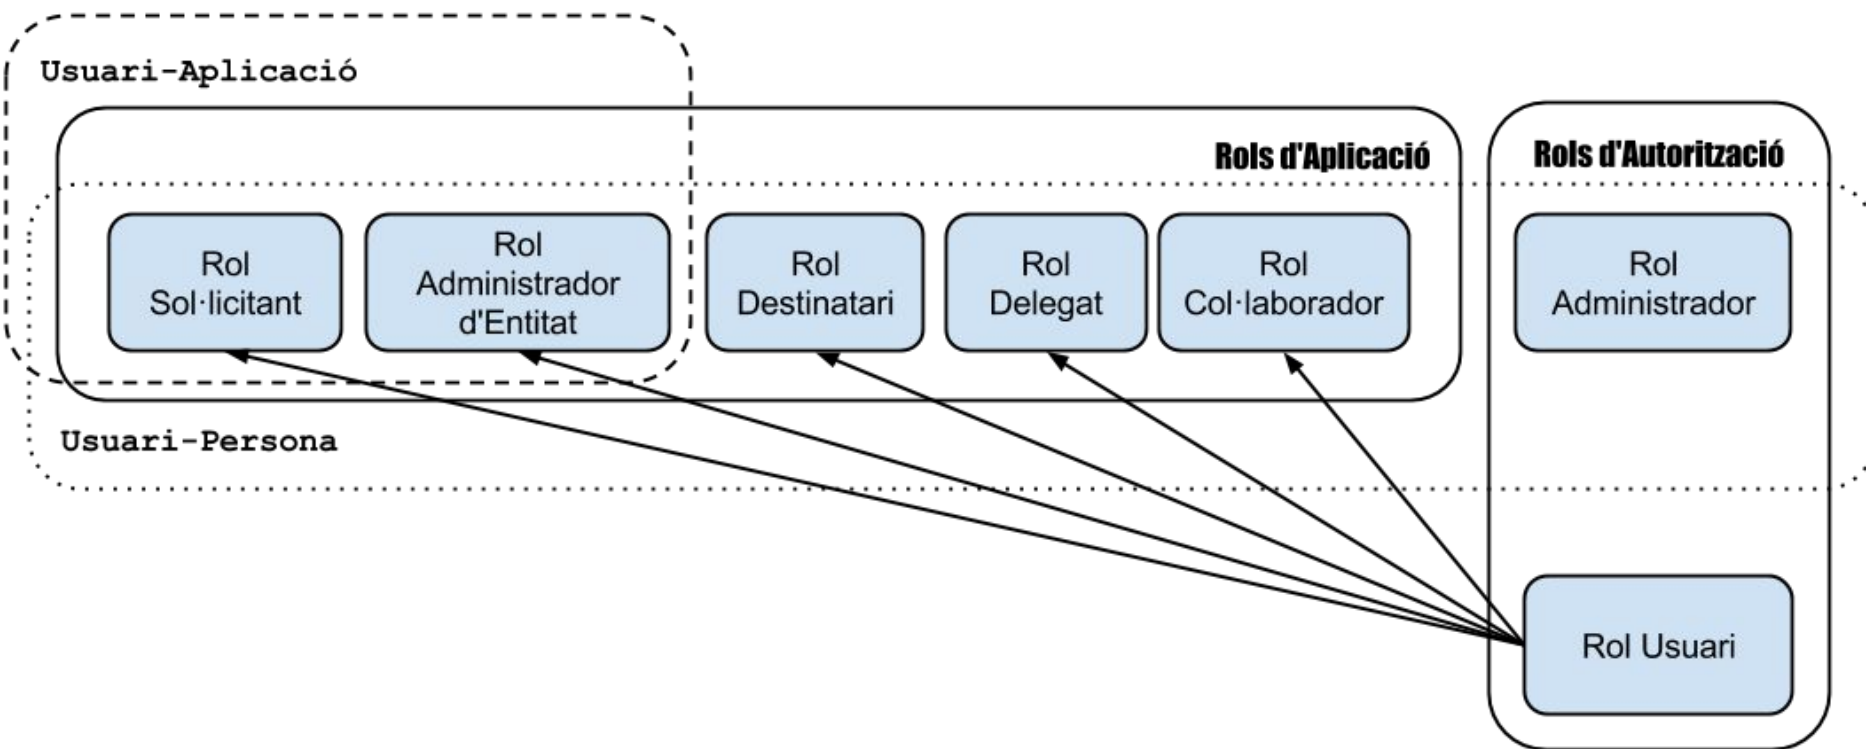 Usuari-Aplicació
Rols d'Aplicació
Rols d'Autorització
Rol
Sol·licitant
Rol
Administrador
d'Entitat
Rol
Destinatari
Rol
Delegat
Rol
Col·laborador
Rol
Administrador
Usuari-Persona
Rol Usuari